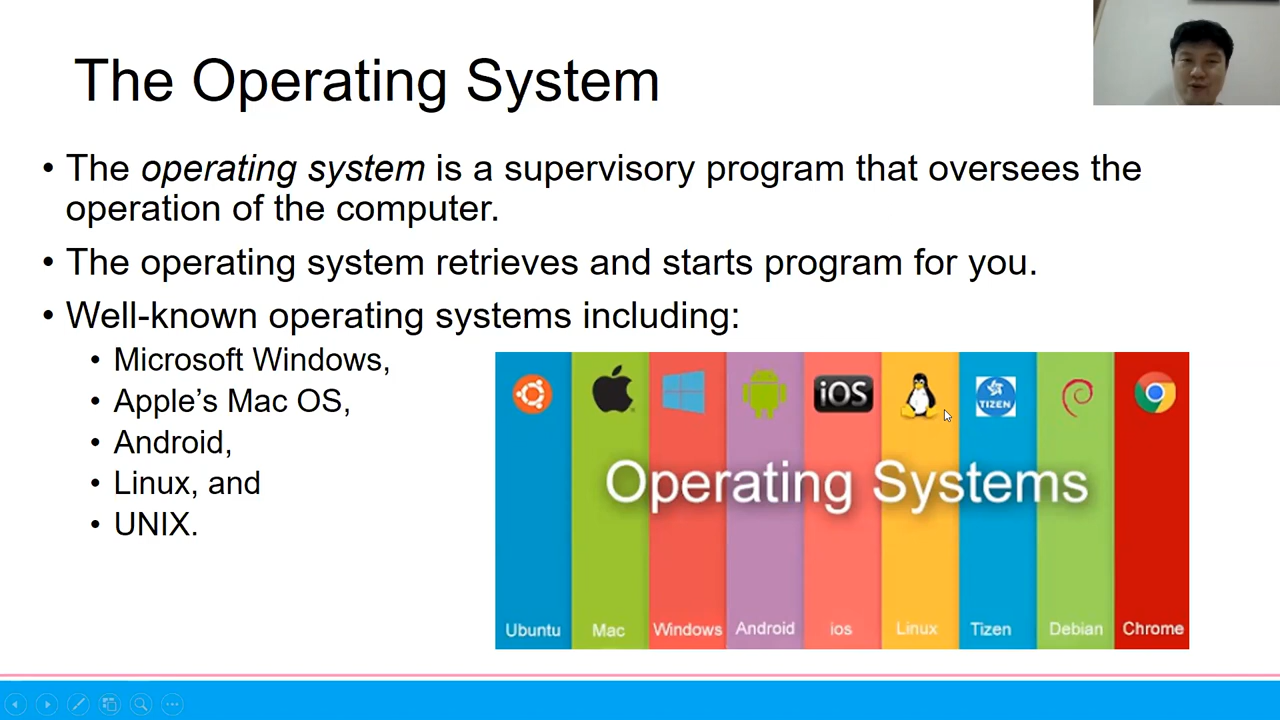 The Operating System
• The operating system is a supervisory program that oversees the
operation of the computer.
• The operating system retrieves and starts program for you.
• Well-known operating systems including:
• Microsoft Windows,
• Apple’s Mac OS,
• Android,
• Linux, and
• UNIX.
iOS
TIZEN
Operating Systems
Ubuntu Mac Windows Android ios Linux Tizen Debian Chrome